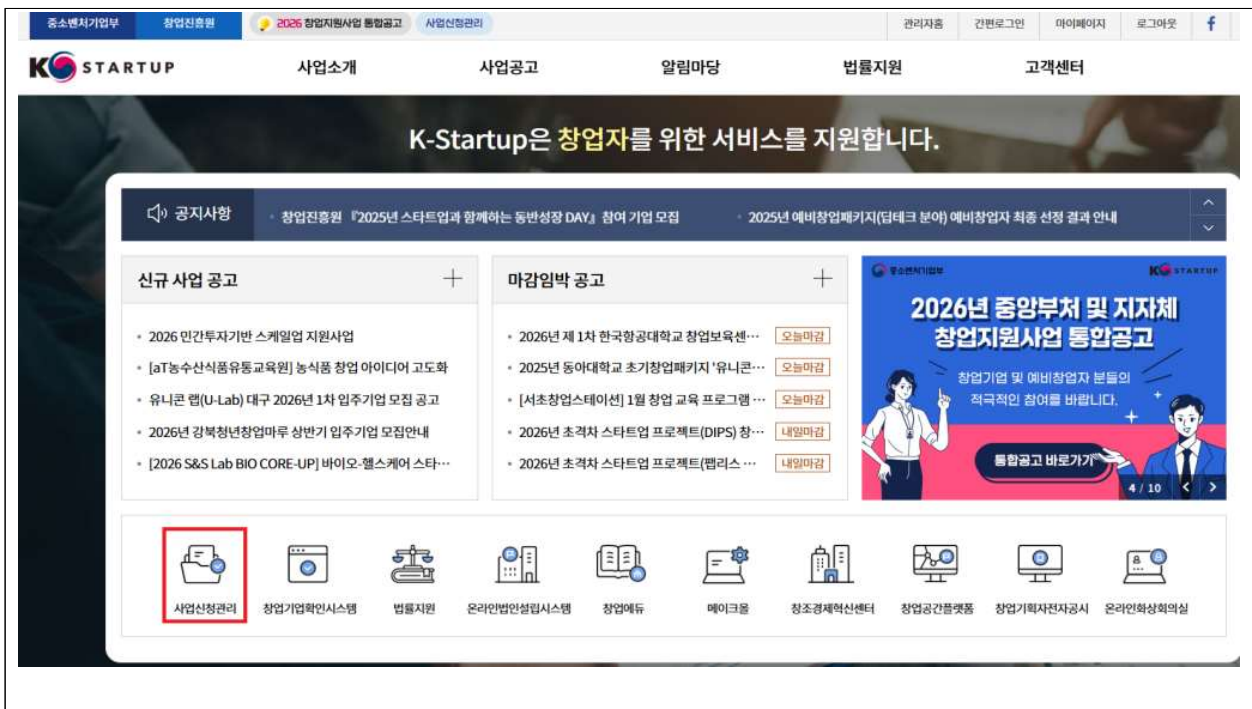 중소벤처기업부 창업진흥원 2026 창업지원사업 통합공고 사업신청관리 관리자홈 간편로그인 마이페이지 로그아웃 f
K STARTUP 사업소개 사업공고 알림마당 법률지원 고객센터
K-Startup은 창업자를 위한 서비스를 지원합니다.
공지사항 • 창업진흥원 『2025년 스타트업과 함께하는 동반성장 DAY』 참여 기업 모집 • 2025년 예비창업패키지(딥테크 분야) 예비창업자 최종 선정 결과 안내
신규 사업 공고
• 2026 민간투자기반 스케일업 지원사업
• [aT농수산식품유통교육원] 농식품 창업 아이디어 고도화
• 유니콘 랩(U-Lab) 대구 2026년 1차 입주기업 모집 공고
• 2026년 강북청년창업마루 상반기 입주기업 모집안내
• [2026 S&S Lab BIO CORE-UP] 바이오-헬스케어 스타···
마감임박 공고
• 2026년 제 1차 한국항공대학교 창업보육센··· 오늘마감
• 2025년 동아대학교 초기창업패키지 '유니콘··· 오늘마감
• [서초창업스테이션] 1월 창업 교육 프로그램 ··· 오늘마감
• 2026년 초격차 스타트업 프로젝트(DIPS) 창··· 내일마감
• 2026년 초격차 스타트업 프로젝트(팹리스 ··· 내일마감
중소벤처기업부 K STARTUP
2026년 중앙부처 및 지자체
창업지원사업 통합공고
창업기업 및 예비창업자 분들의
적극적인 참여를 바랍니다.
통합공고 바로가기
4 / 10
사업신청관리 창업기업확인시스템 법률지원 온라인법인설립시스템 창업에듀 메이크올 창조경제혁신센터 창업공간플랫폼 창업기획자전자공시 온라인화상회의실